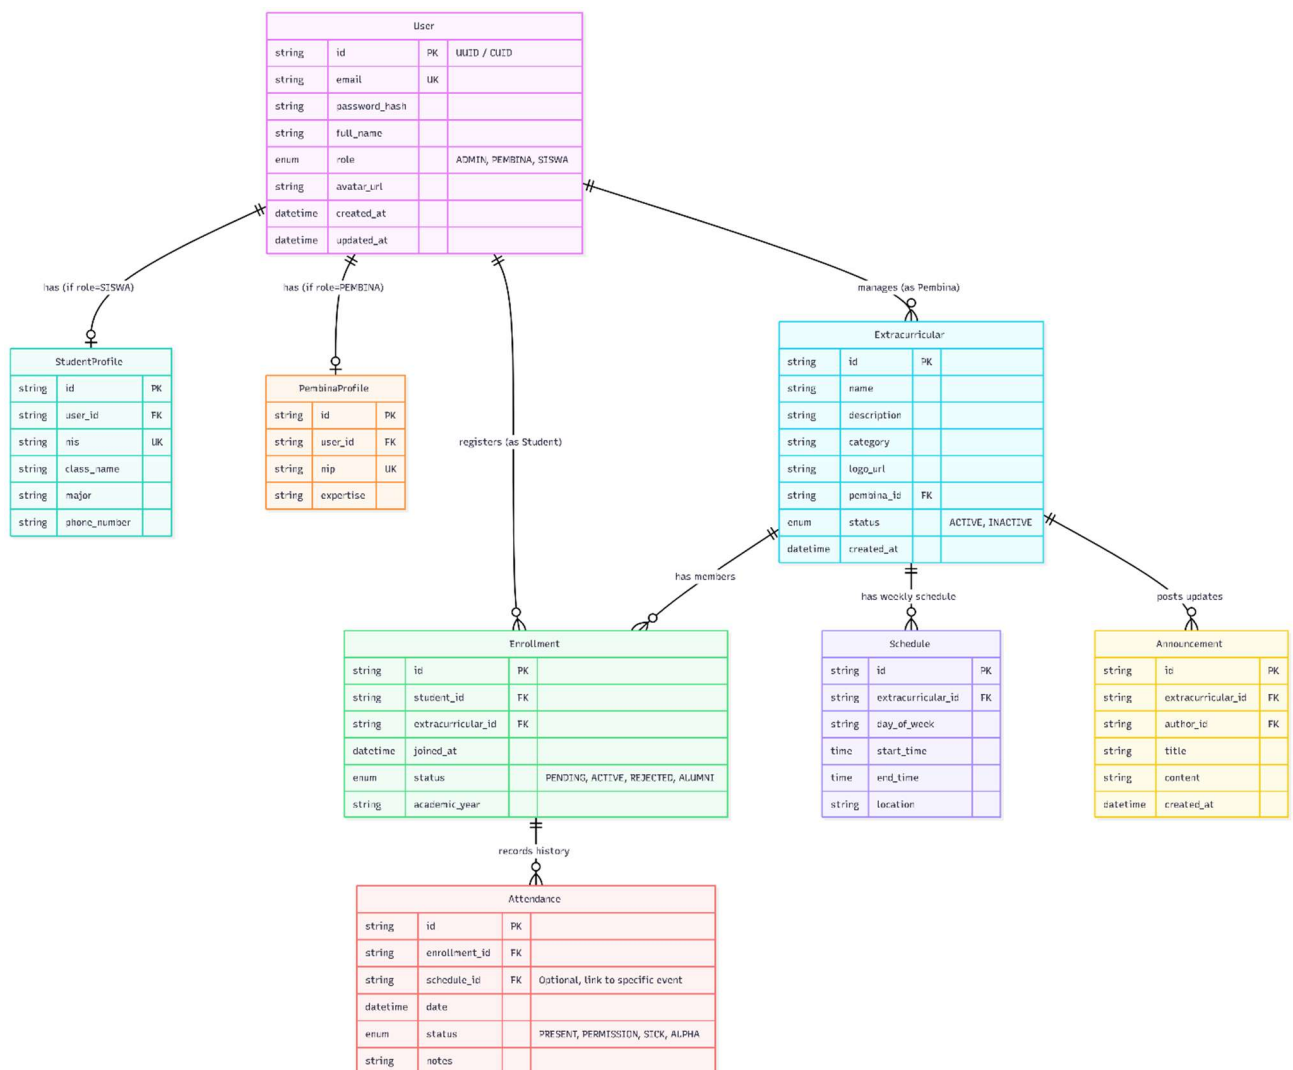 User
string id PK UUID / CUID
string email UK
string password_hash
string full_name
enum role ADMIN, PEMBINA, SISWA
string avatar_url
datetime created_at
datetime updated_at
has (if role=SISWA)
has (if role=PEMBINA)
manages (as Pembina)
StudentProfile
string id PK
string user_id FK
string nis UK
string class_name
string major
string phone_number
PembinaProfile
string id PK
string user_id FK
string nip UK
string expertise
registers (as Student)
Extracurricular
string id PK
string name
string description
string category
string logo_url
string pembina_id FK
enum status ACTIVE, INACTIVE
datetime created_at
has members
has weekly schedule
posts updates
Enrollment
string id PK
string student_id FK
string extracurricular_id FK
datetime joined_at
enum status PENDING, ACTIVE, REJECTED, ALUMNI
string academic_year
Schedule
string id PK
string extracurricular_id FK
string day_of_week
time start_time
time end_time
string location
Announcement
string id PK
string extracurricular_id FK
string author_id FK
string title
string content
datetime created_at
records history
Attendance
string id PK
string enrollment_id FK
string schedule_id FK Optional, link to specific event
datetime date
enum status PRESENT, PERMISSION, SICK, ALPHA
string notes